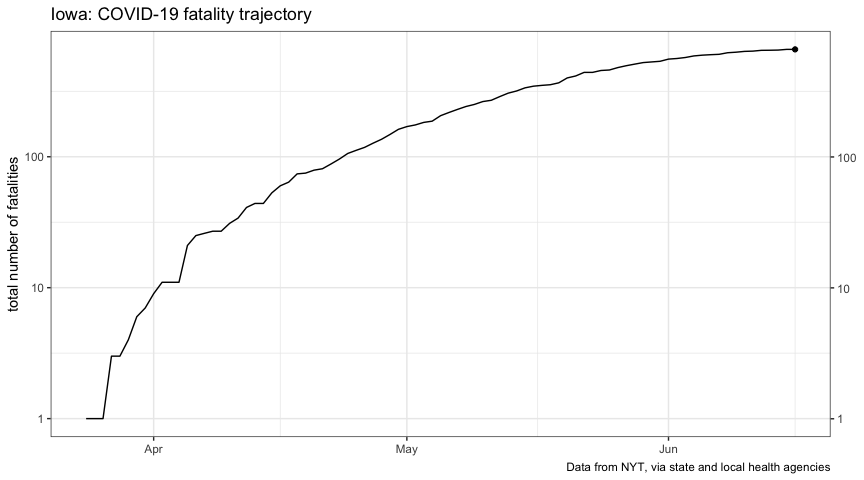 Iowa: COVID-19 fatality trajectory
total number of fatalities
100
10
1
100
10
1
Apr
May
Jun
Data from NYT, via state and local health agencies